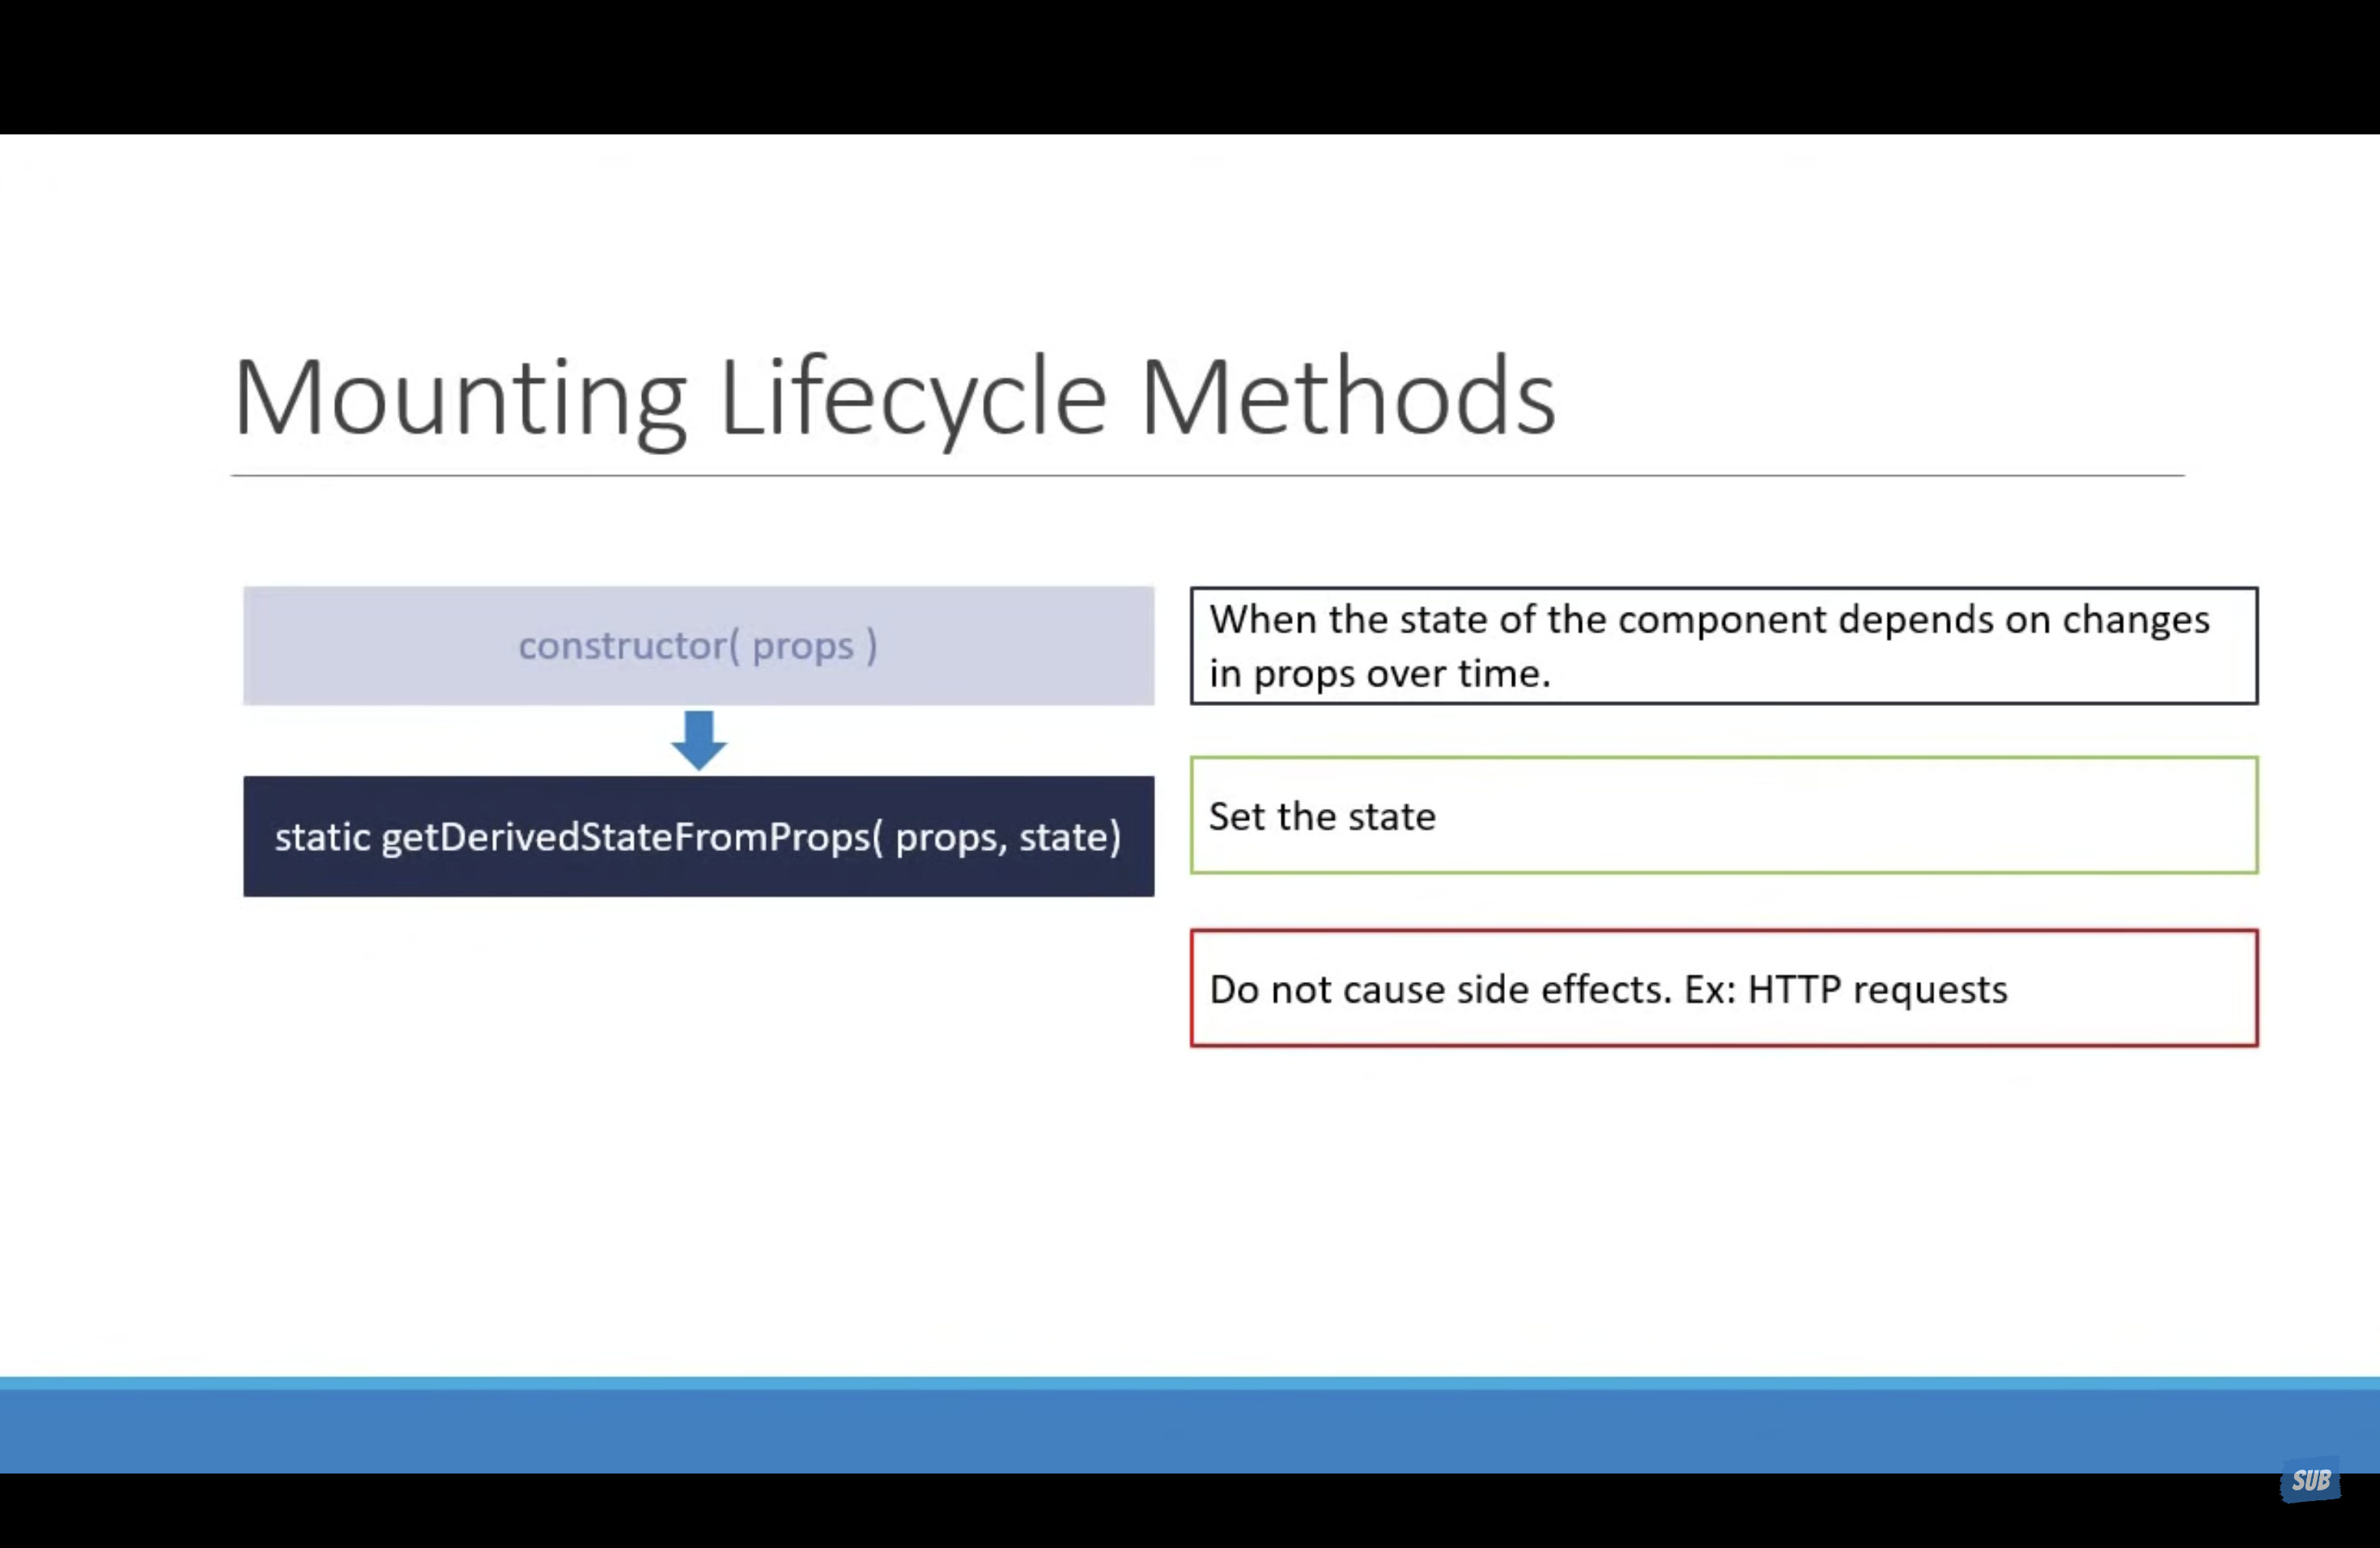 Mounting Lifecycle Methods
constructor( props )
static getDerivedStateFromProps( props, state)
When the state of the component depends on changes
in props over time.
Set the state
Do not cause side effects. Ex: HTTP requests
SUB